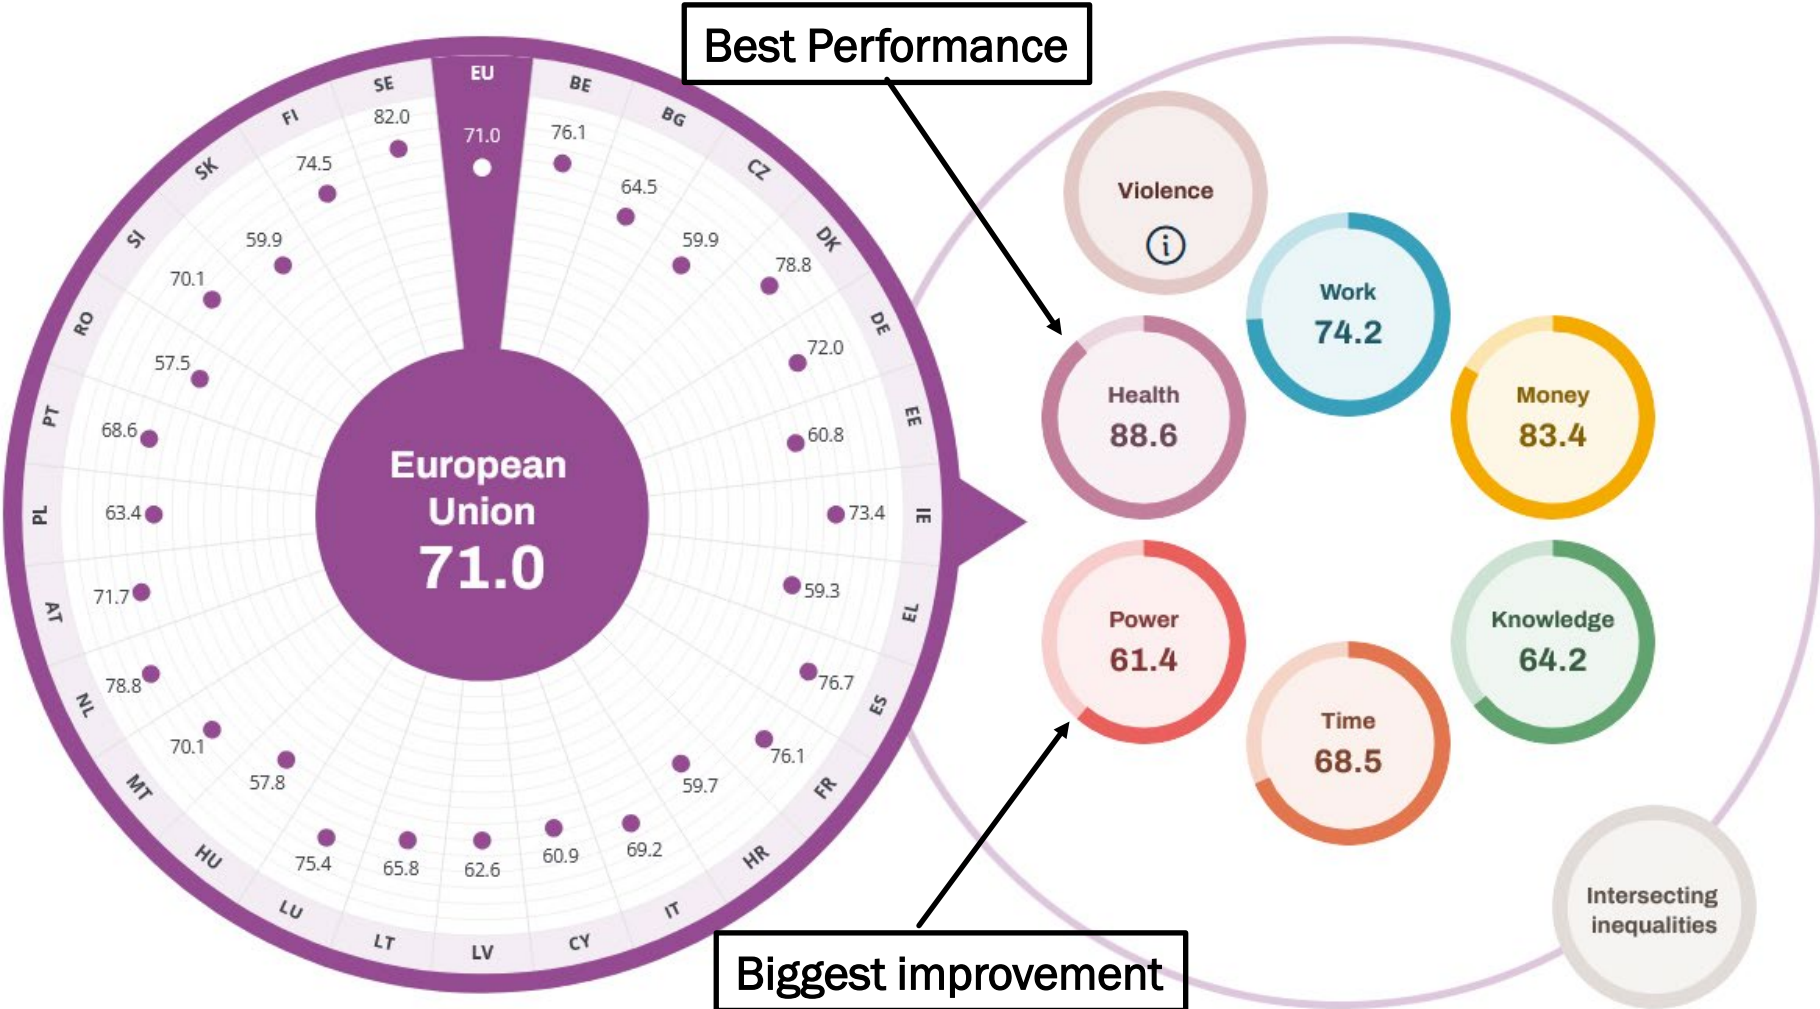 Best Performance
EU
71.0
BE
76.1
BG
64.5
CZ
59.9
DK
78.8
DE
72.0
EE
60.8
IE
73.4
EL
59.3
ES
76.7
FR
76.1
HR
59.7
IT
69.2
CY
60.9
LV
62.6
LT
65.8
LU
75.4
HU
57.8
MT
70.1
NL
78.8
AT
71.7
PL
63.4
PT
68.6
RO
57.5
SI
70.1
SK
59.9
FI
74.5
SE
82.0
European
Union
71.0
Violence
i
Work
74.2
Health
88.6
Money
83.4
Power
61.4
Knowledge
64.2
Time
68.5
Intersecting
inequalities
Biggest improvement